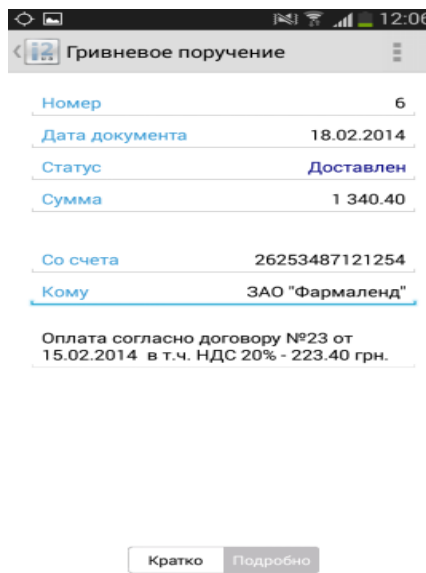 12:06
i2 Гривневое поручение
Номер 6
Дата документа 18.02.2014
Статус Доставлен
Сумма 1 340.40
Со счета 26253487121254
Кому ЗАО "Фармаленд"
Оплата согласно договору №23 от
15.02.2014 в т.ч. НДС 20% - 223.40 грн.
Кратко Подробно